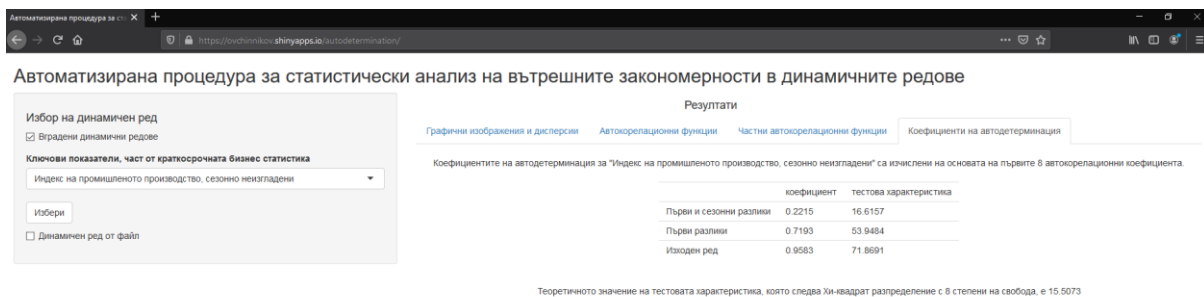 Автоматизирана процедура за ст
https://ovchinnikov.shinyapps.io/autodetermination/
Автоматизирана процедура за статистически анализ на вътрешните закономерности в динамичните редове
Избор на динамичен ред
Вградени динамични редове
Ключови показатели, част от краткосрочната бизнес статистика
Индекс на промишленото производство, сезонно неизгладени
Избери
Динамичен ред от файл
Резултати
Графични изображения и дисперсии Автокорелационни функции Частни автокорелационни функции Коефициенти на автодетерминация
Коефициентите на автодетерминация за "Индекс на промишленото производство, сезонно неизгладени" са изчислени на основата на първите 8 автокорелационни коефициента.
коефициент тестова характеристика
Първи и сезонни разлики 0.2215 16.6157
Първи разлики 0.7193 53.9484
Изходен ред 0.9583 71.8691
Теоретичното значение на тестовата характеристика, която следва Хи-квадрат разпределение с 8 степени на свобода, е 15.5073